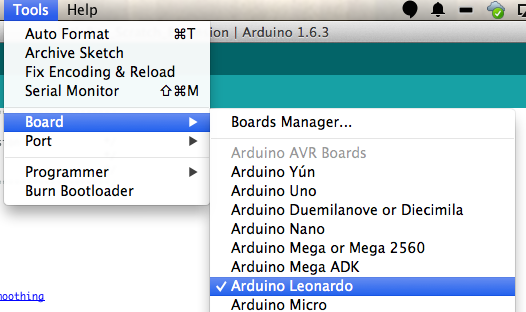 Tools Help
ion | Arduino 1.6.3
Auto Format ⌘T
Archive Sketch
Fix Encoding & Reload
Serial Monitor ⇧⌘M
Board ▶
Port ▶
Programmer ▶
Burn Bootloader
Boards Manager...
Arduino AVR Boards
Arduino Yún
Arduino Uno
Arduino Duemilanove or Diecimila
Arduino Nano
Arduino Mega or Mega 2560
Arduino Mega ADK
✓ Arduino Leonardo
Arduino Micro
moothing